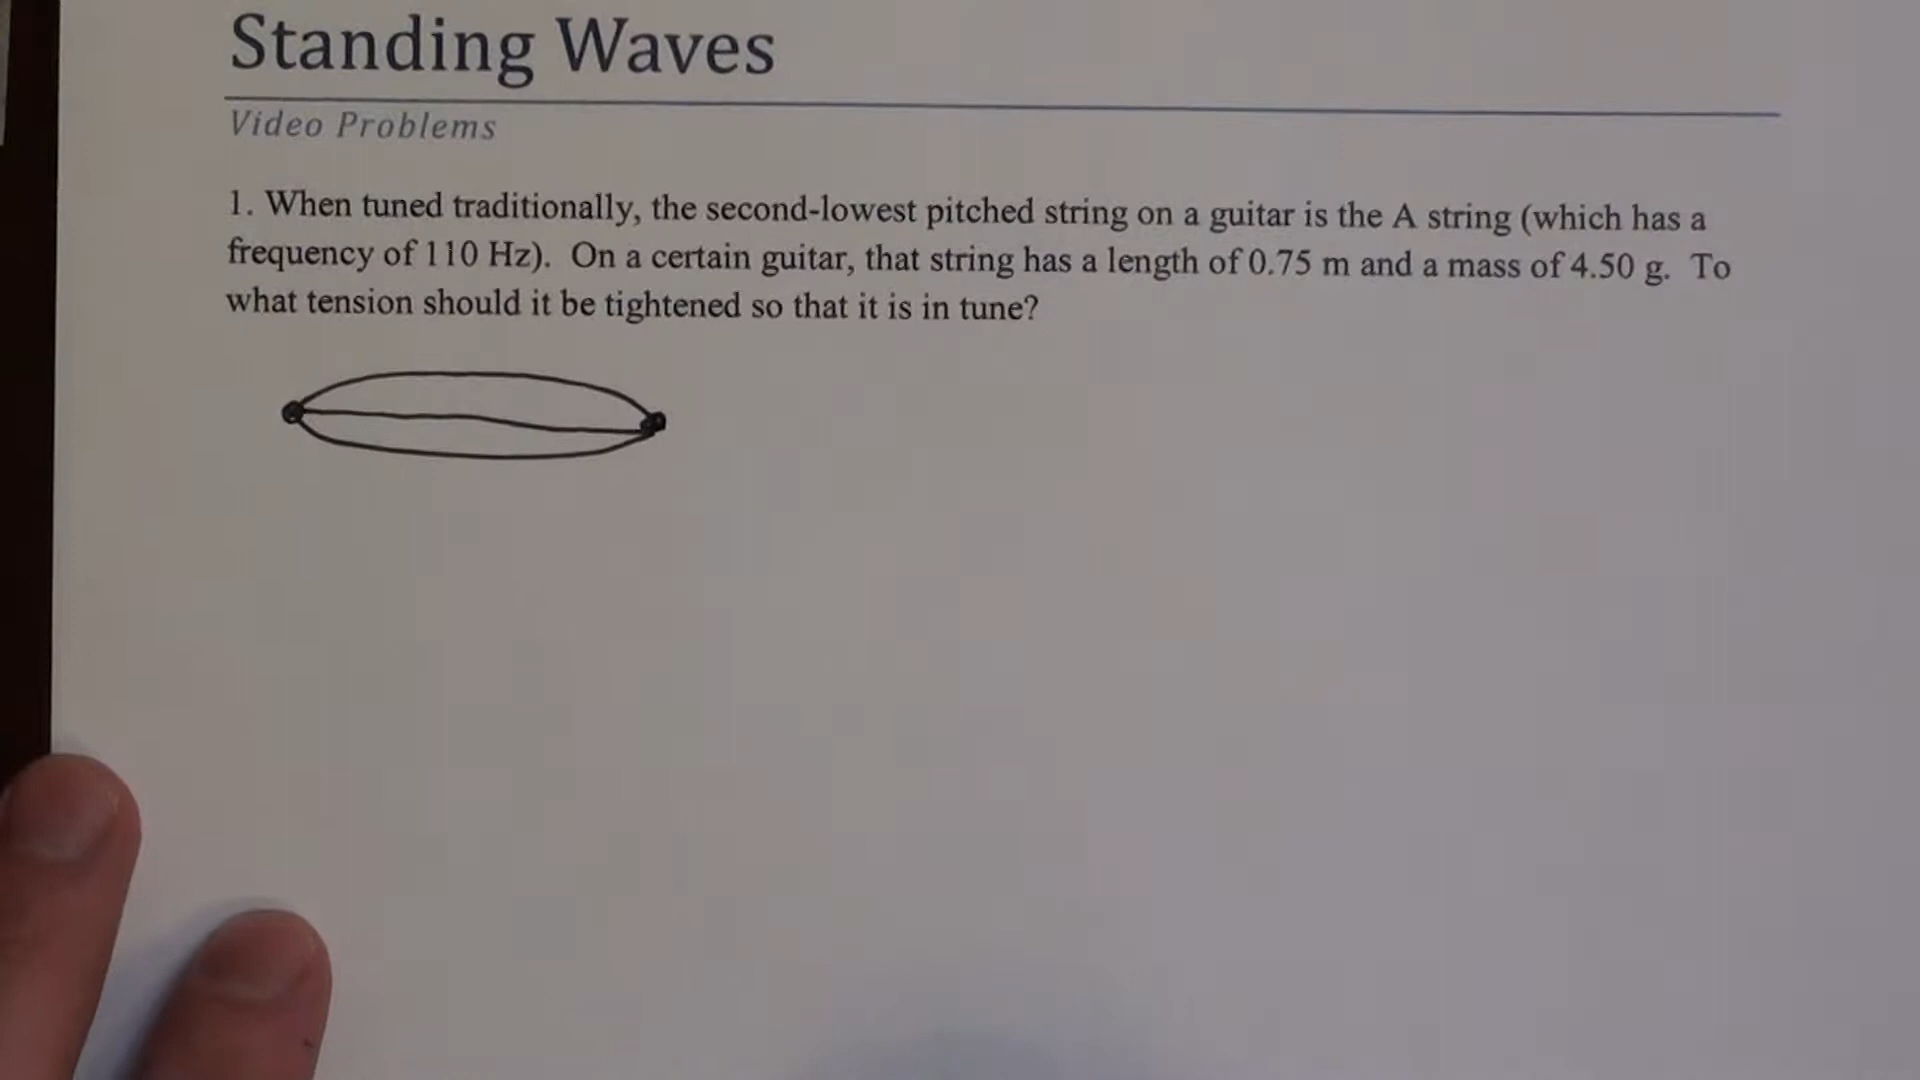 Standing Waves
Video Problems
1. When tuned traditionally, the second-lowest pitched string on a guitar is the A string (which has a
frequency of 110 Hz).  On a certain guitar, that string has a length of 0.75 m and a mass of 4.50 g.  To
what tension should it be tightened so that it is in tune?